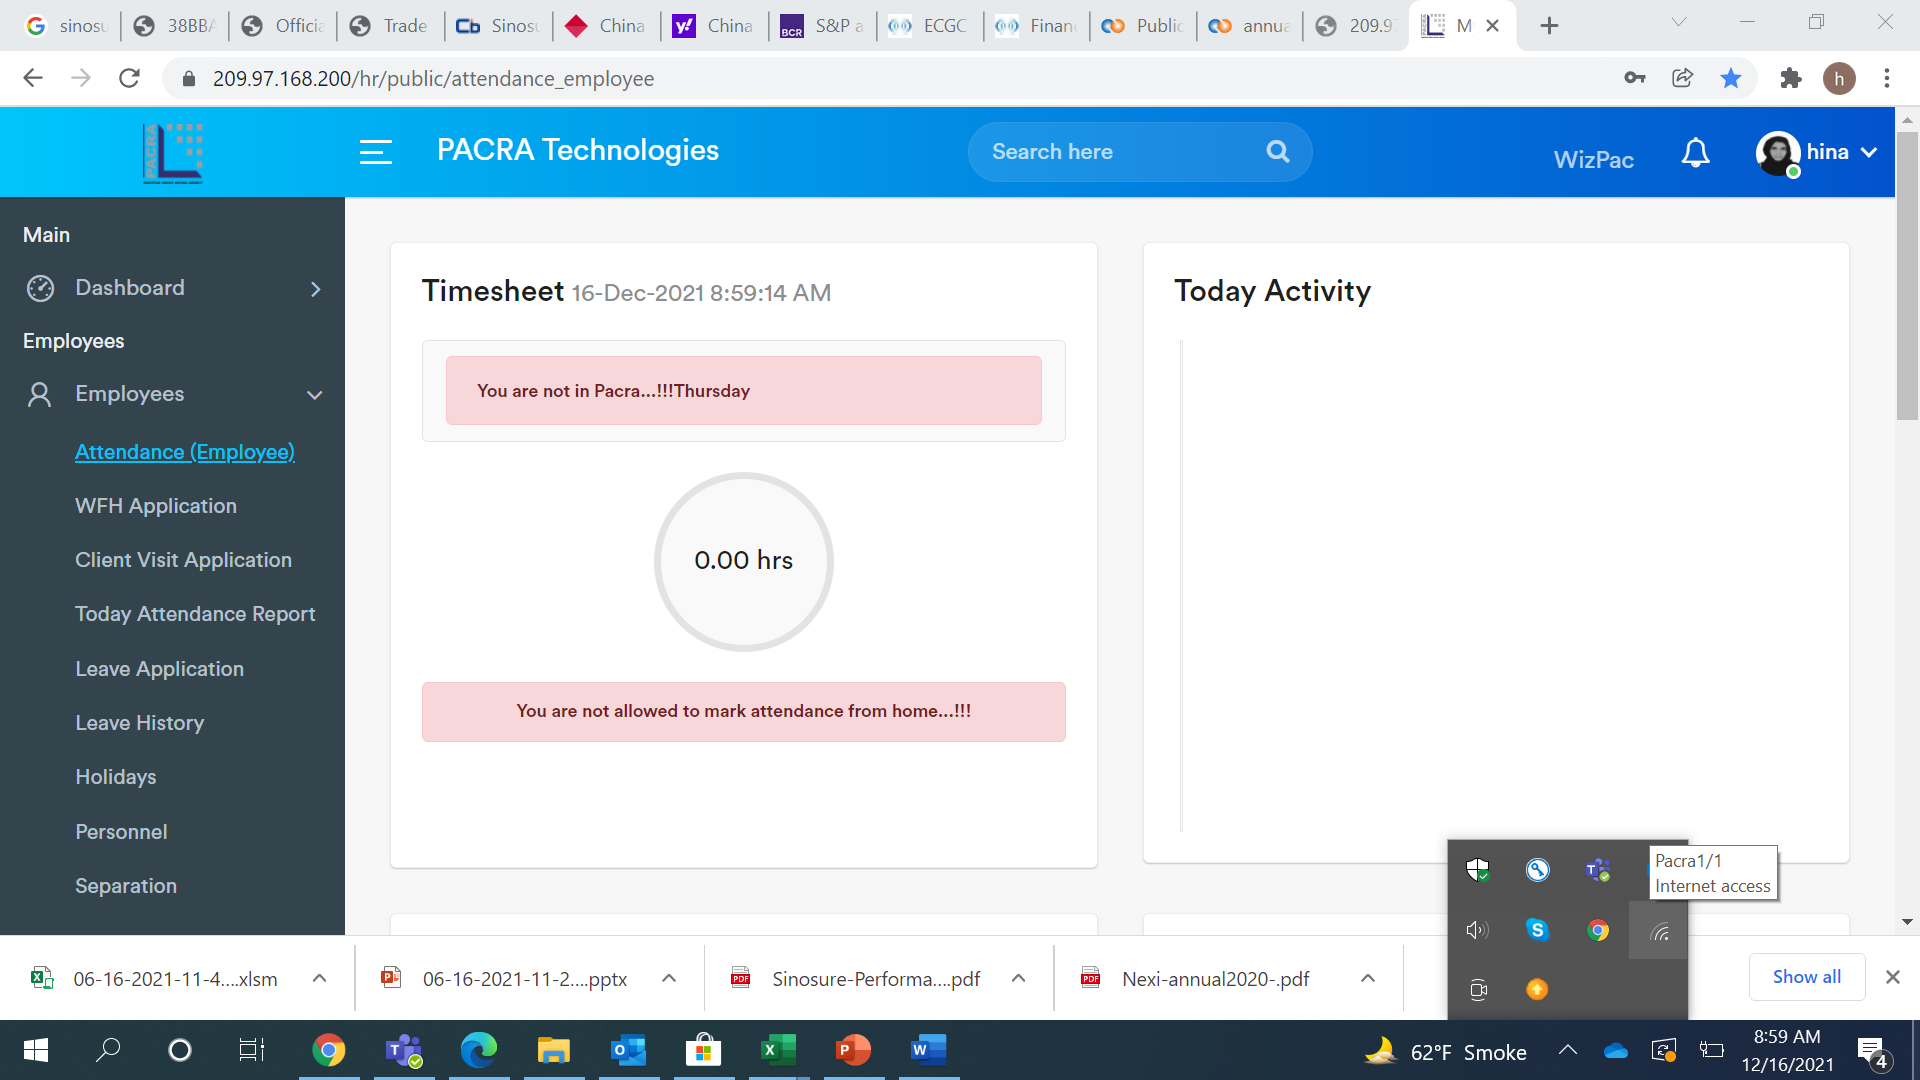 sinosu
38BBA
Officia
Trade
Cb Sinosu
China
y! China
BCR S&P a
ECGC
Finan
Public
annua
209.97
M
209.97.168.200/hr/public/attendance_employee
h
PACRA
PACRA Technologies
Search here
WizPac
hina
Main
Dashboard
Employees
Employees
Attendance (Employee)
WFH Application
Client Visit Application
Today Attendance Report
Leave Application
Leave History
Holidays
Personnel
Separation
Timesheet 16-Dec-2021 8:59:14 AM
You are not in Pacra...!!!Thursday
0.00 hrs
You are not allowed to mark attendance from home...!!!
Today Activity
Pacra1/1
Internet access
06-16-2021-11-4....xlsm
06-16-2021-11-2....pptx
Sinosure-Performa....pdf
Nexi-annual2020-.pdf
Show all
62°F Smoke
8:59 AM
12/16/2021
4